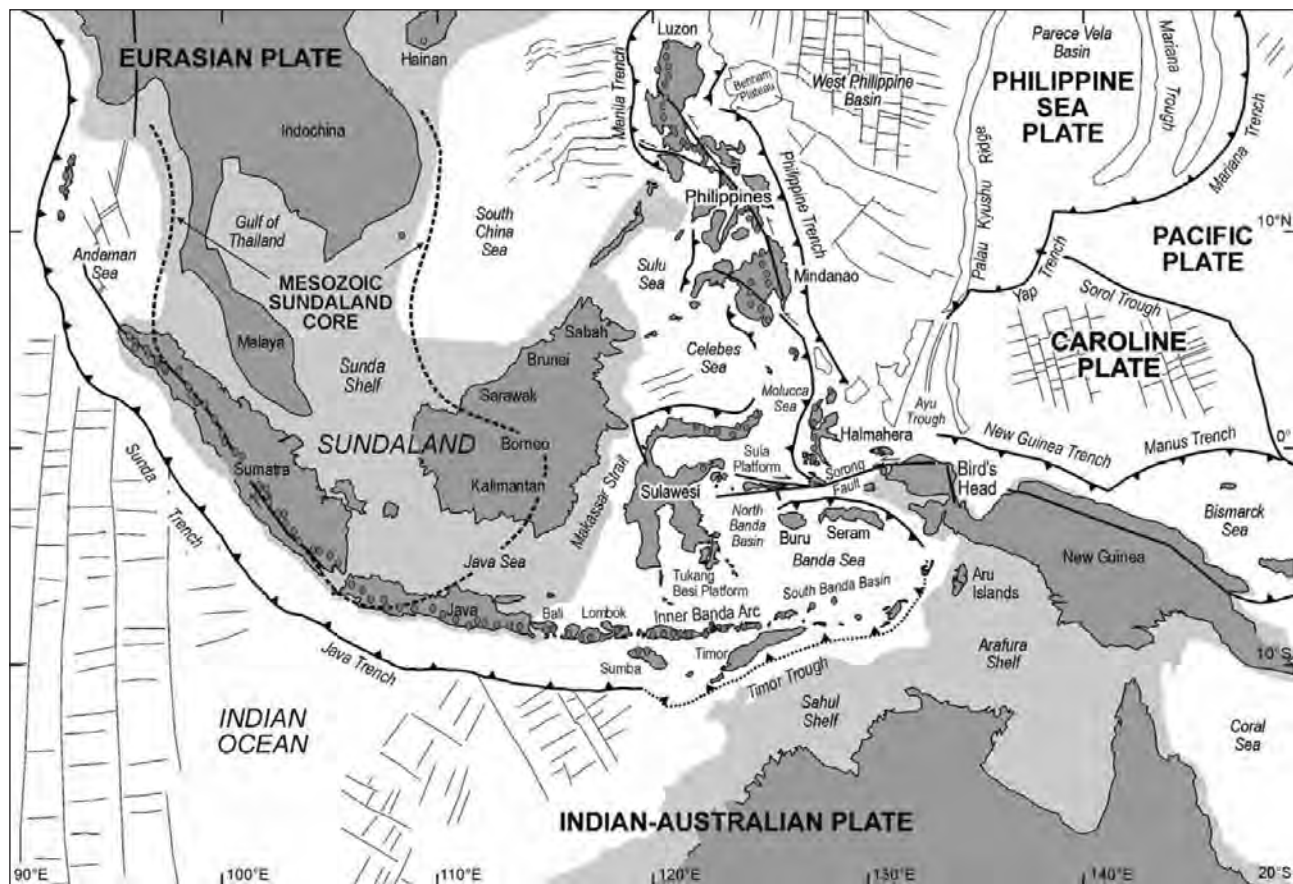 Luzon
Hainan
EURASIAN PLATE
Manila Trench
Benham
Plateau
West Philippine
Basin
Parece Vela
Basin
Mariana
Trough
PHILIPPINE
SEA
PLATE
Mariana Trench
Indochina
Palau Kyushu Ridge
Philippine Trench
Philippines
South
China
Sea
Gulf of
Thailand
10°N
PACIFIC
PLATE
Andaman
Sea
MESOZOIC
SUNDALAND
CORE
Sulu
Sea
Mindanao
Yap Trench
Sorol Trough
CAROLINE
PLATE
Malaya
Sabah
Brunei
Celebes
Sea
Sunda
Shelf
Sarawak
Molucca
Sea
Ayu
Trough
SUNDALAND
Borneo
Halmahera
New Guinea Trench
Manus Trench
0°
Sunda
Trench
Sumatra
Kalimantan
Makassar Strait
Sulawesi
Sula
Platform
Sorong
Fault
Bird's
Head
North
Banda
Basin
Buru
Seram
Bismarck
Sea
Java Sea
Banda Sea
New Guinea
Tukang
Besi Platform
South Banda Basin
Aru
Islands
Java
Bali
Lombok
Inner Banda Arc
Java Trench
Sumba
Timor
Timor Trough
Arafura
Shelf
10°S
Sahul
Shelf
INDIAN
OCEAN
Coral
Sea
INDIAN-AUSTRALIAN PLATE
90°E
100°E
110°E
120°E
130°E
140°E
20°S